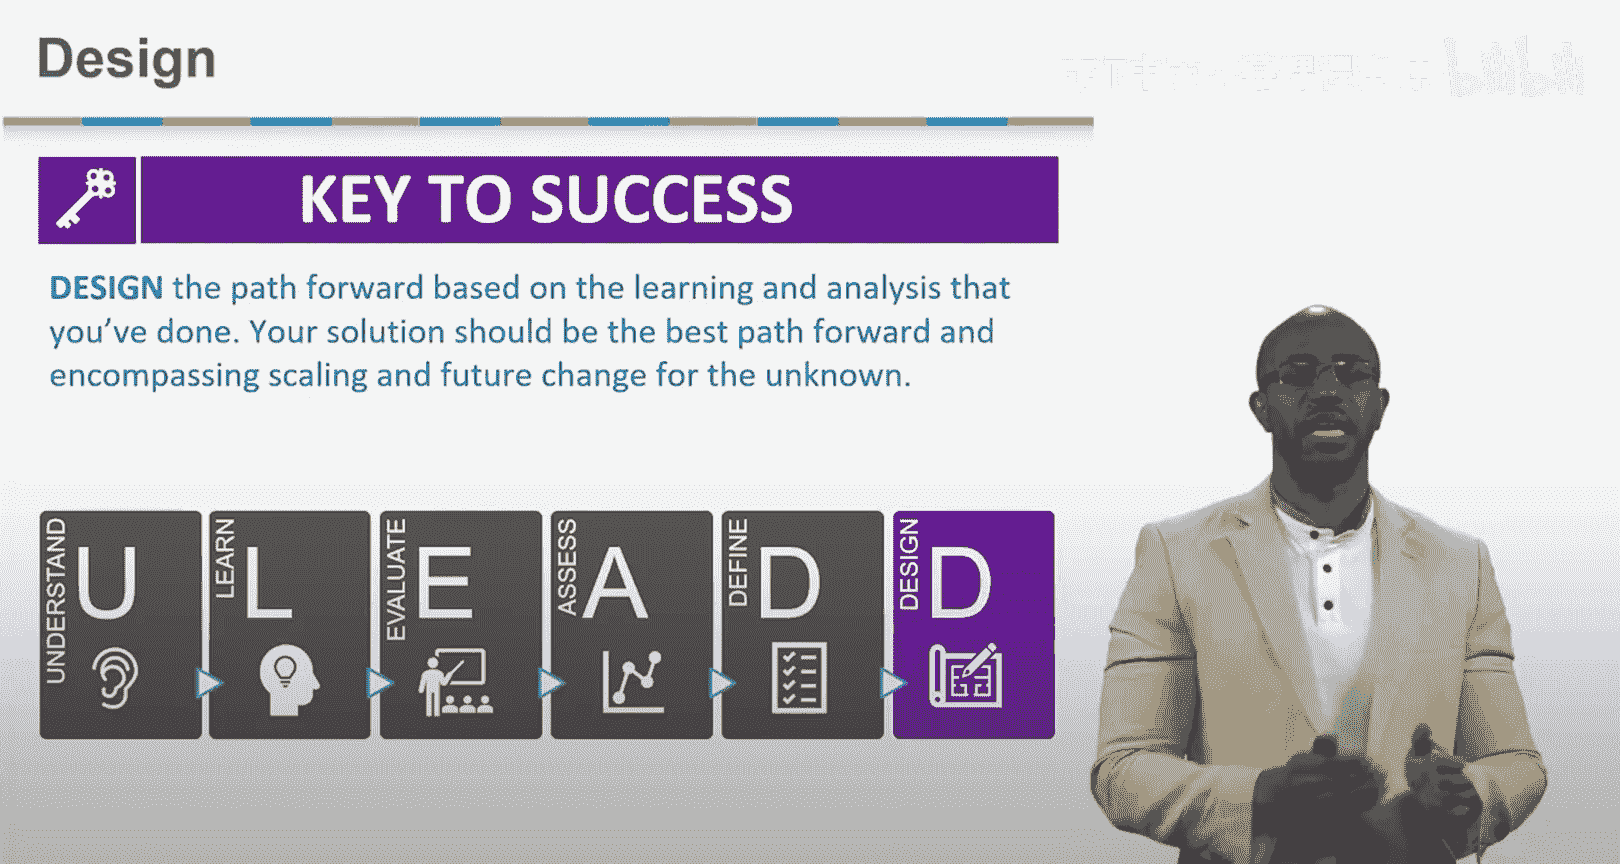 Design
KEY TO SUCCESS
DESIGN the path forward based on the learning and analysis that
you've done. Your solution should be the best path forward and
encompassing scaling and future change for the unknown.
UNDERSTAND
U
LEARN
L
EVALUATE
E
ASSESS
A
DEFINE
D
DESIGN
D
bilibili